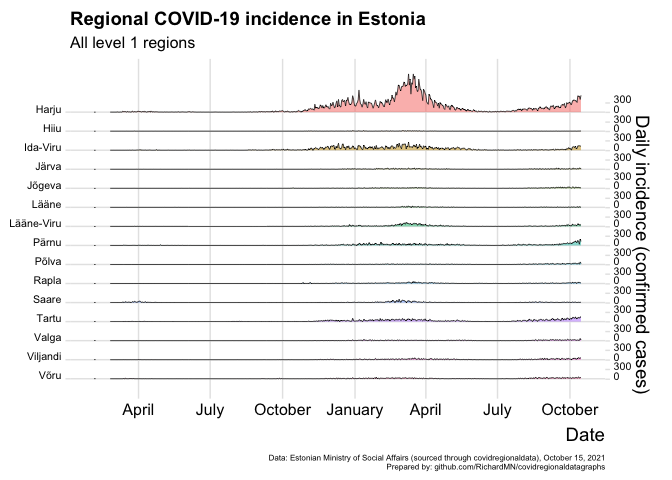 Regional COVID-19 incidence in Estonia
All level 1 regions
Harju
Hiiu
Ida-Viru
Järva
Jõgeva
Lääne
Lääne-Viru
Pärnu
Põlva
Rapla
Saare
Tartu
Valga
Viljandi
Võru
300
0
300
0
300
0
300
0
300
0
300
0
300
0
300
0
300
0
300
0
300
0
300
0
300
0
300
0
300
0
Daily incidence (confirmed cases)
April July October January April July October
Date
Data: Estonian Ministry of Social Affairs (sourced through covidregionaldata), October 15, 2021
Prepared by: github.com/RichardMN/covidregionaldatagraphs